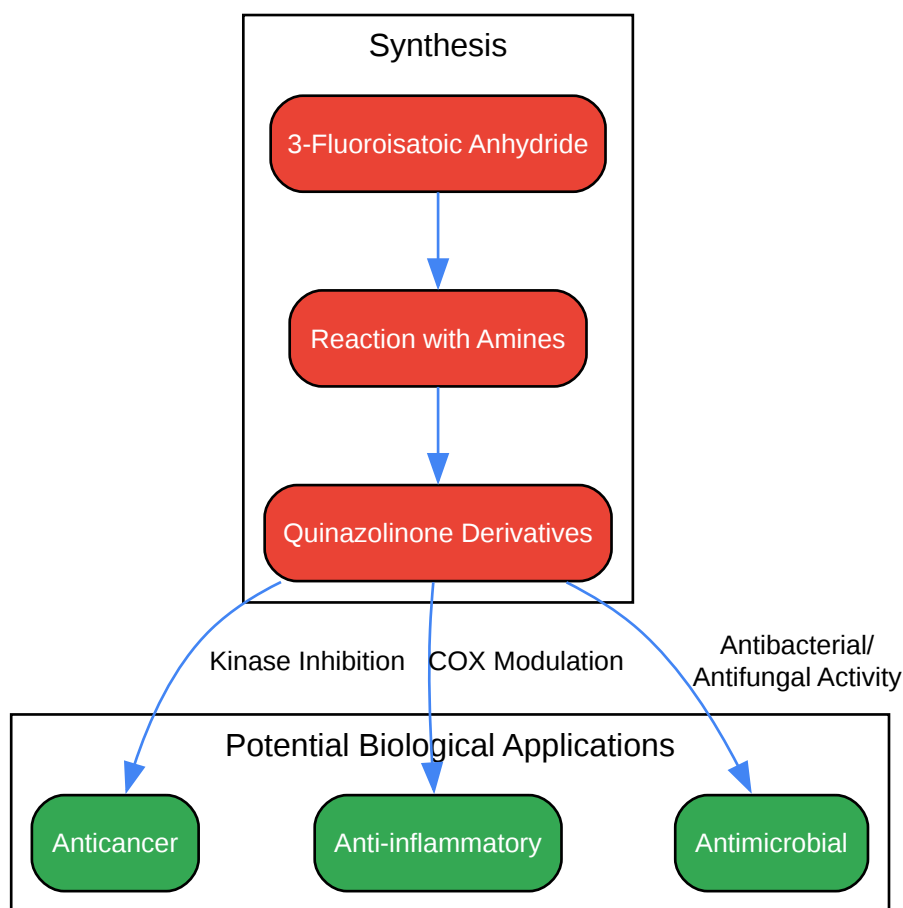 Synthesis
3-Fluoroisatoic Anhydride
Reaction with Amines
Quinazolinone Derivatives
Kinase Inhibition
COX Modulation
Antibacterial/
Antifungal Activity
Potential Biological Applications
Anticancer
Anti-inflammatory
Antimicrobial